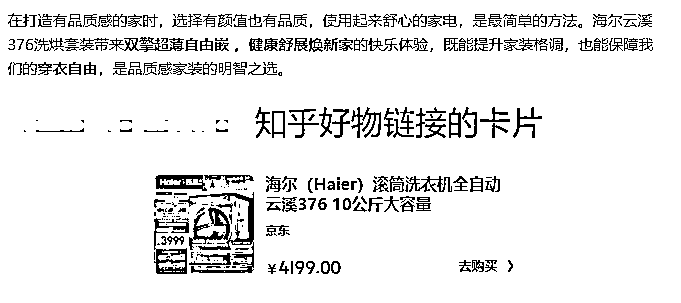 在打造有品质感的家时，选择有颜值也有品质，使用起来舒心的家电，是最简单的方法。海尔云溪
376洗烘套装带来双擎超薄自由嵌，健康舒展焕新家的快乐体验，既能提升家装格调，也能保障我
们的穿衣自由，是品质感家装的明智之选。
知乎好物链接的卡片
海尔（Haier）滚筒洗衣机全自动
云溪376 10公斤大容量
京东
¥4199.00 去购买 〉
Haier
3999